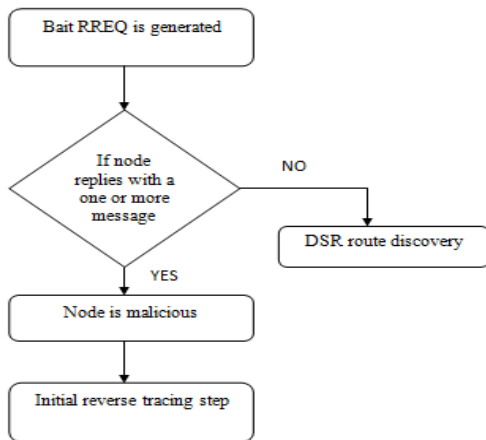 Bait RREQ is generated
If node
replies with a
one or more
message
NO
DSR route discovery
YES
Node is malicious
Initial reverse tracing step